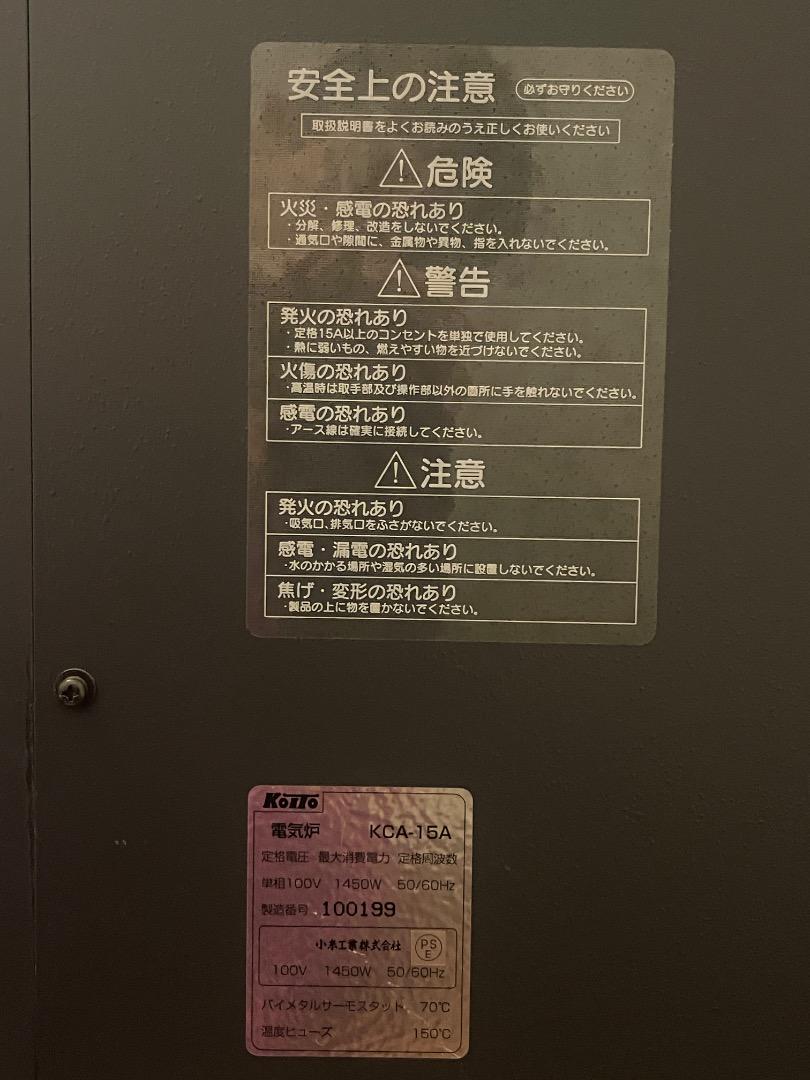 安全上の注意 必ずお守りください
取扱説明書をよくお読みのうえ正しくお使いください
危険
火災・感電の恐れあり
・分解、修理、改造をしないでください。
・通気口や隙間に、金属物や異物、指を入れないでください。
警告
発火の恐れあり
・定格15A以上のコンセントを単独で使用してください。
・熱に弱いもの、燃えやすい物を近づけないでください。
火傷の恐れあり
・高温時は取手部及び操作部以外の箇所に手を触れないでください。
感電の恐れあり
・アース線は確実に接続してください。
注意
発火の恐れあり
・吸気口、排気口をふさがないでください。
感電・漏電の恐れあり
・水のかかる場所や湿気の多い場所に設置しないでください。
焦げ・変形の恐れあり
・製品の上に物を置かないでください。
KoITo
電気炉 KCA-15A
定格電圧 最大消費電力 定格周波数
単相100V 1450W 50/60Hz
製造番号 100199
小糸工業株式会社 PSE
100V 1450W 50/60Hz
バイメタルサーモスタット 70℃
温度ヒューズ 150℃